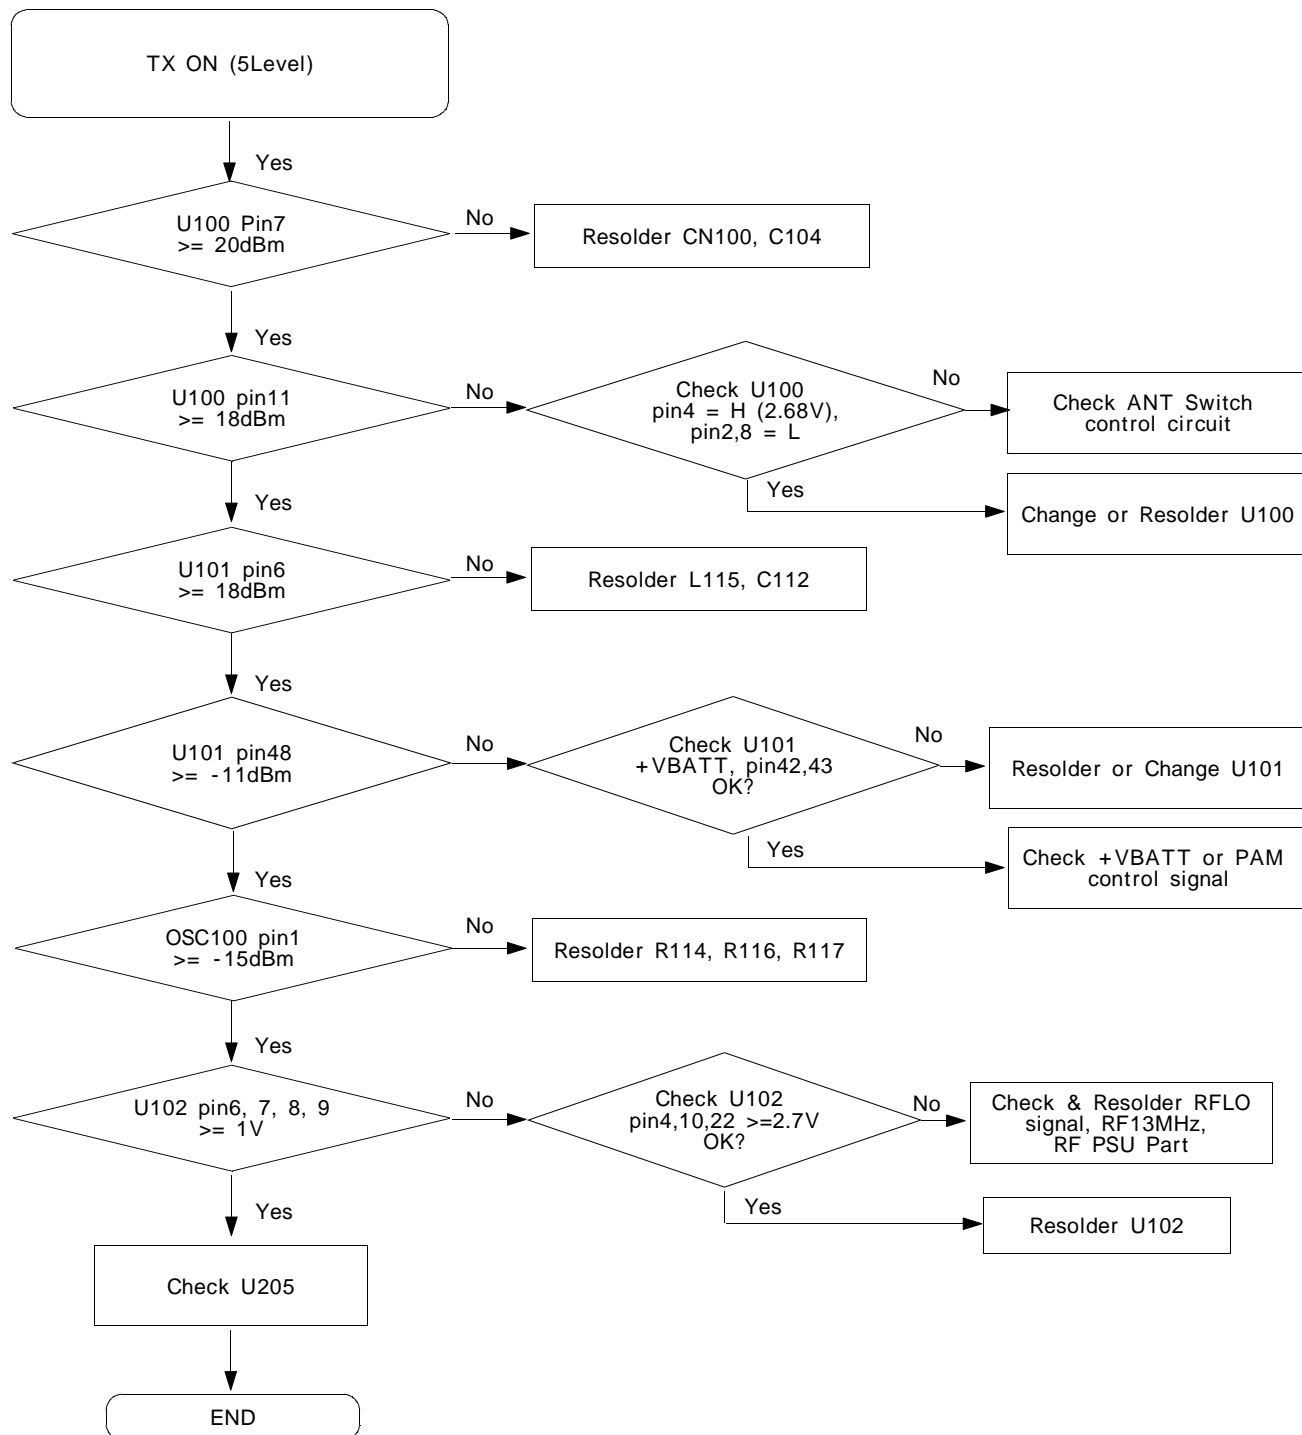 TX ON (5Level)
Yes
U100 Pin7
>= 20dBm
No
Resolder CN100, C104
Yes
U100 pin11
>= 18dBm
No
Check U100
pin4 = H (2.68V),
pin2,8 = L
No
Check ANT Switch
control circuit
Yes
Change or Resolder U100
Yes
U101 pin6
>= 18dBm
No
Resolder L115, C112
Yes
U101 pin48
>= -11dBm
No
Check U101
+VBATT, pin42,43
OK?
No
Resolder or Change U101
Yes
Check +VBATT or PAM
control signal
Yes
OSC100 pin1
>= -15dBm
No
Resolder R114, R116, R117
Yes
U102 pin6, 7, 8, 9
>= 1V
No
Check U102
pin4,10,22 >=2.7V
OK?
No
Check & Resolder RFLO
signal, RF13MHz,
RF PSU Part
Yes
Resolder U102
Yes
Check U205
END